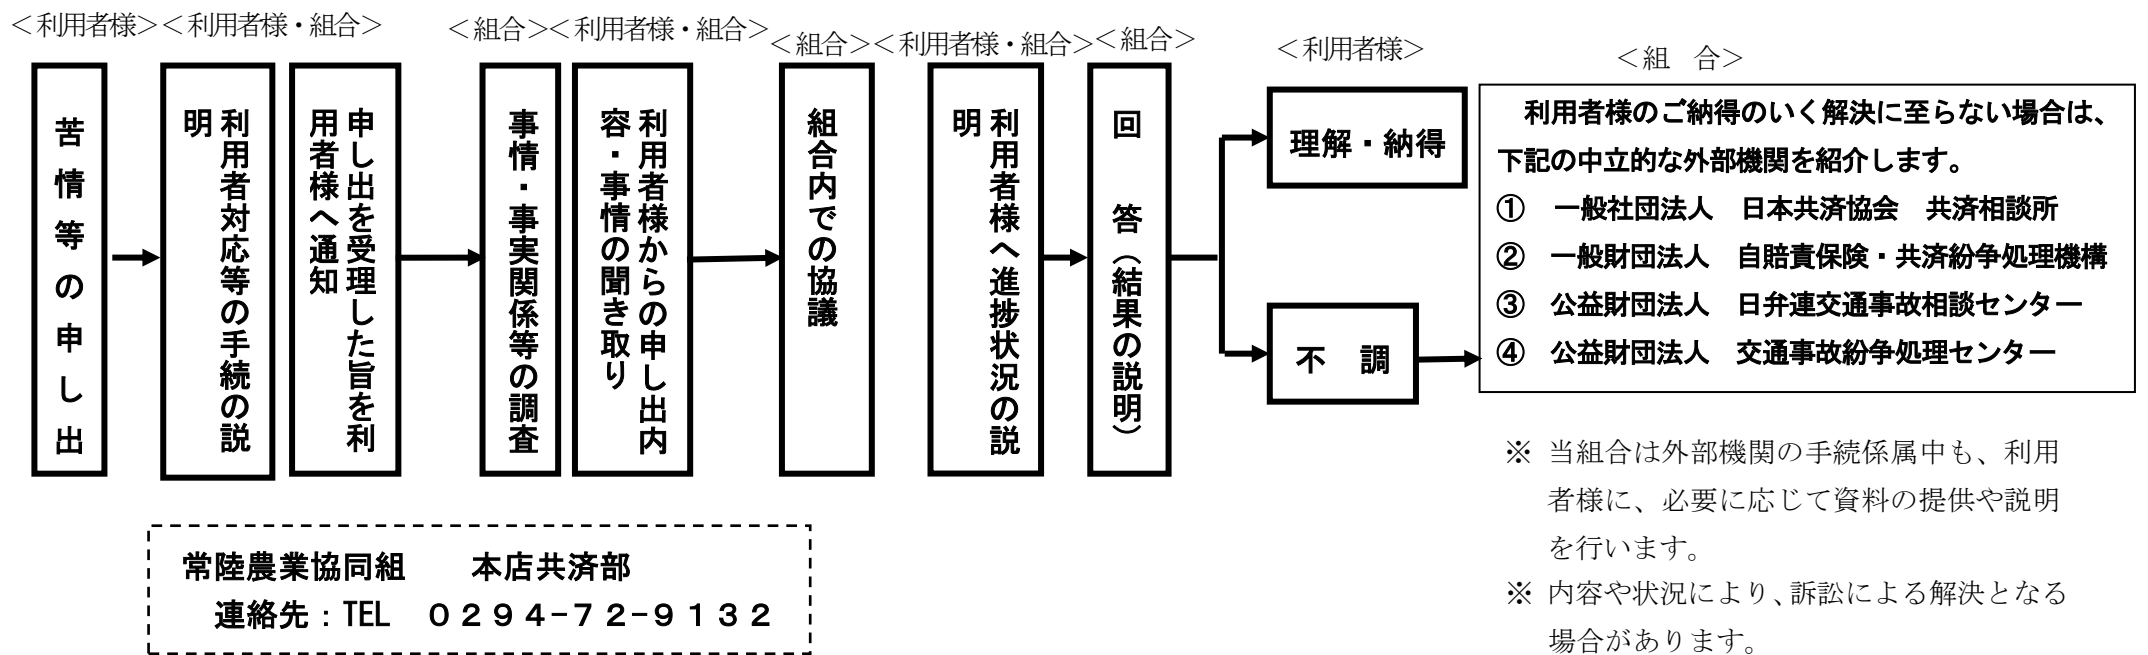 ＜利用者様＞
＜利用者様・組合＞
＜組合＞
＜利用者様・組合＞
＜組合＞
＜利用者様・組合＞
＜組合＞
＜利用者様＞
＜組　合＞
苦情等の申し出
利用者対応等の手続の説
明
申し出を受理した旨を利
用者様へ通知
事情・事実関係等の調査
利用者様からの申し出内
容・事情の聞き取り
組合内での協議
利用者様へ進捗状況の説
明
回　答（結果の説明）
理解・納得
不　調
利用者様のご納得のいく解決に至らない場合は、
下記の中立的な外部機関を紹介します。
①　一般社団法人　日本共済協会　共済相談所
②　一般財団法人　自賠責保険・共済紛争処理機構
③　公益財団法人　日弁連交通事故相談センター
④　公益財団法人　交通事故紛争処理センター
※ 当組合は外部機関の手続係属中も、利用
者様に、必要に応じて資料の提供や説明
を行います。
※ 内容や状況により、訴訟による解決となる
場合があります。
常陸農業協同組　　本店共済部
連絡先：TEL　０２９４−７２−９１３２